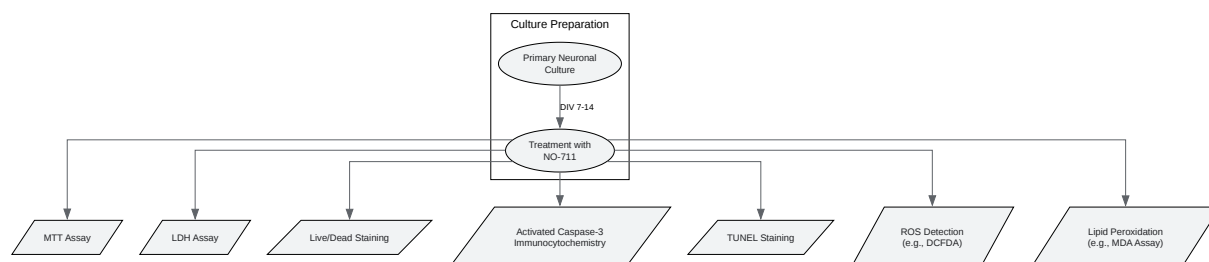 Culture Preparation
Primary Neuronal
Culture
DIV 7-14
Treatment with
NO-711
MTT Assay
LDH Assay
Live/Dead Staining
Activated Caspase-3
Immunocytochemistry
TUNEL Staining
ROS Detection
(e.g., DCFDA)
Lipid Peroxidation
(e.g., MDA Assay)